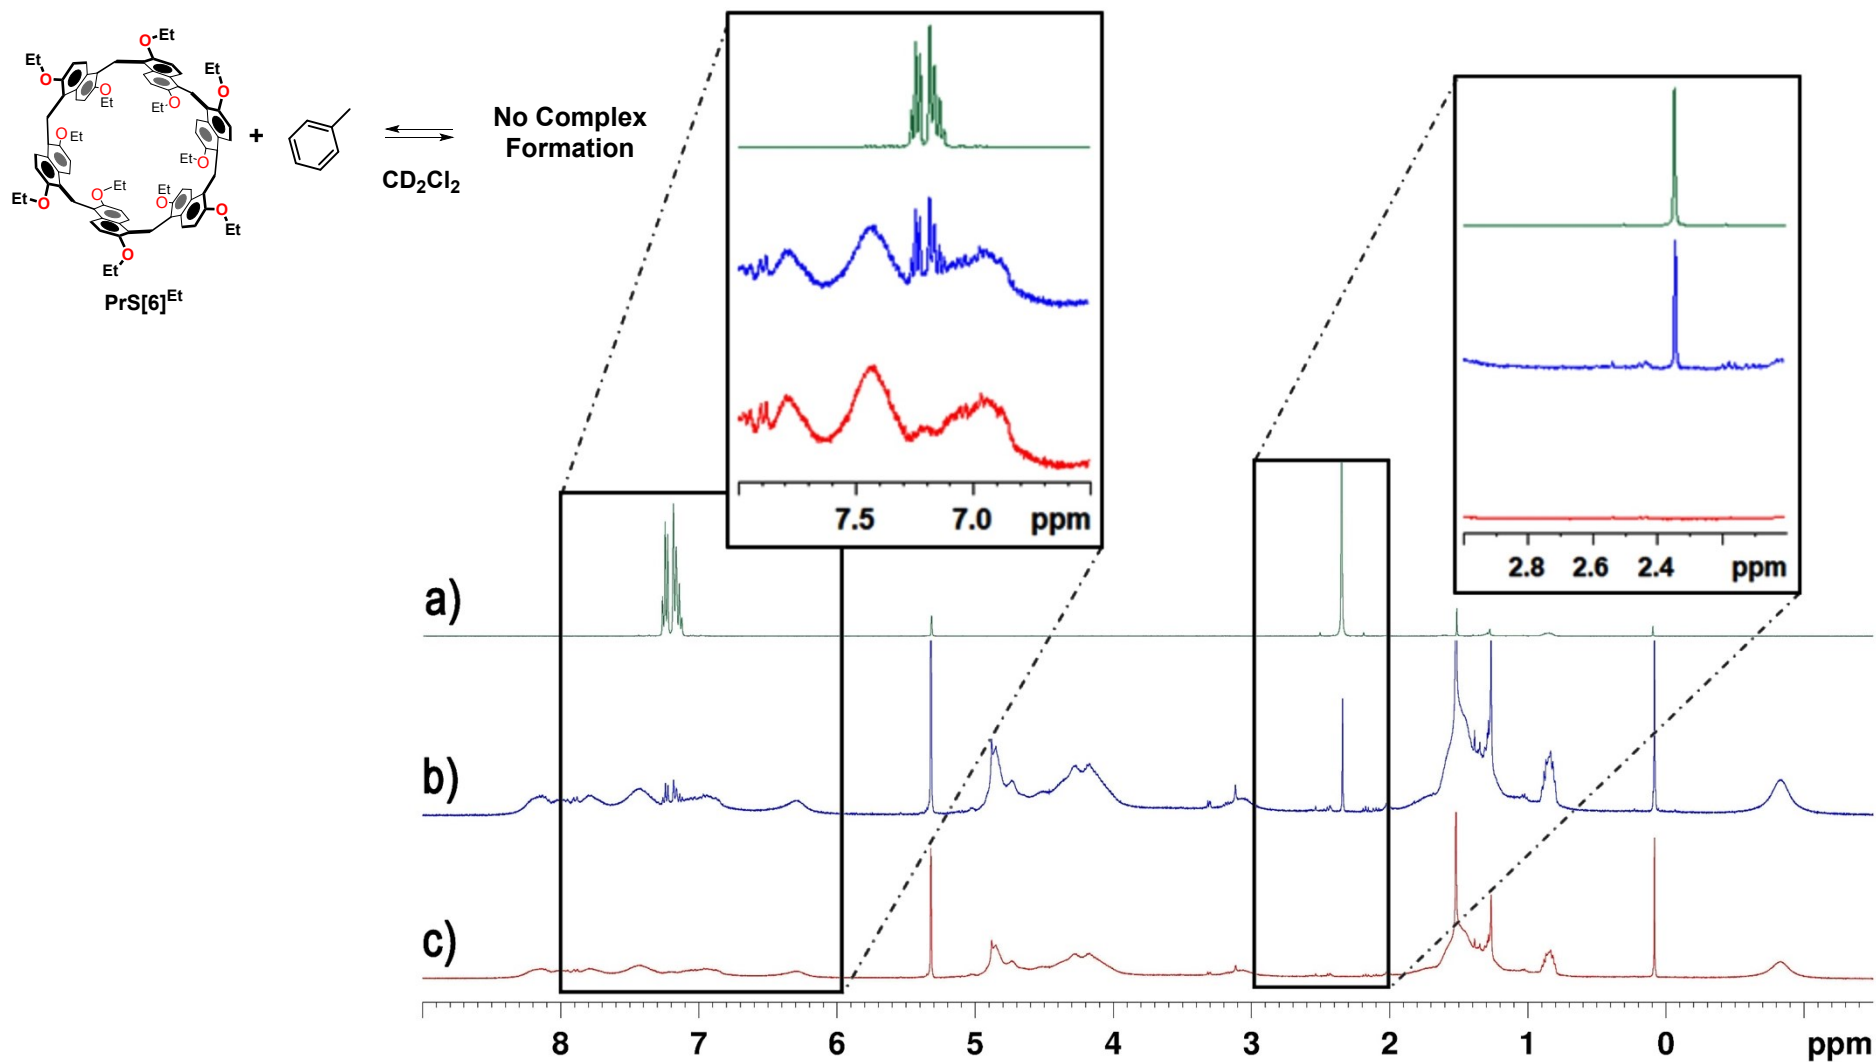 OEt
Et
Et
O
O
O
Et
Et O
O
Et
O Et
Et O
O Et
Et
O
Et O
O
O Et
Et O
PrS[6]Et
+
CD2Cl2
No Complex
Formation
7.5 7.0 ppm
2.8 2.6 2.4 ppm
a)
b)
c)
8 7 6 5 4 3 2 1 0 ppm